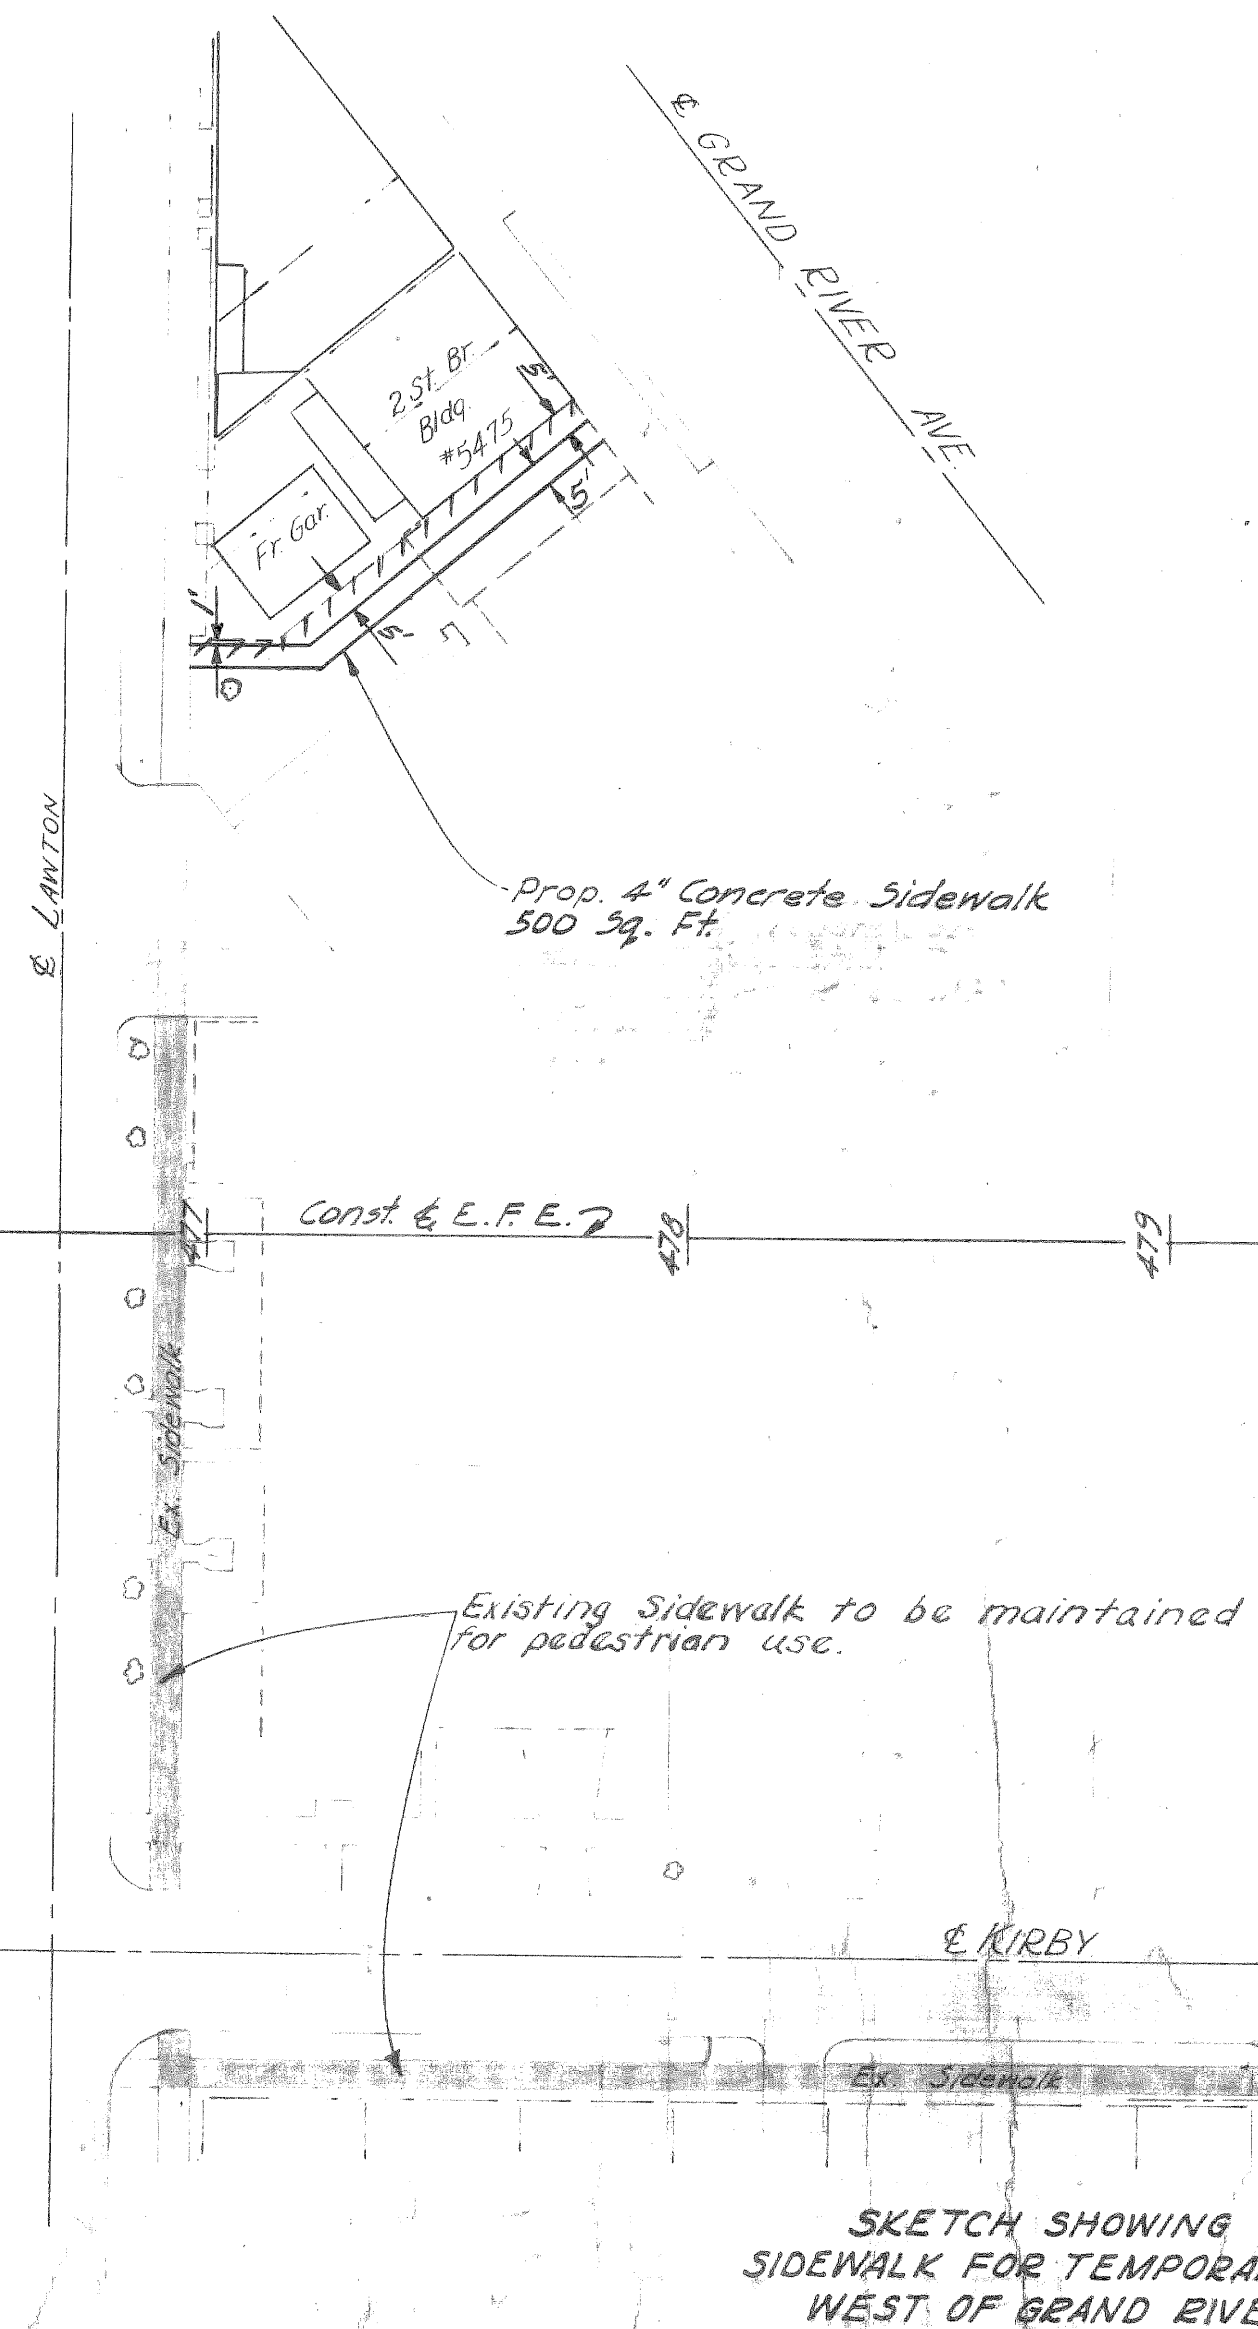 ℄ GRAND RIVER AVE.
2 St. Br.
Bldg.
#5475
5'
5'
Fr. Gar.
1'
5'
℄ LAWTON
Prop. 4" Concrete Sidewalk
500 Sq. Ft.
Const. ℄ E.F.E.
477
478
479
Ex. Sidewalk
Existing Sidewalk to be maintained
for pedestrian use.
℄ KIRBY
Ex. Sidewalk
SKETCH SHOWING
SIDEWALK FOR TEMPORA
WEST OF GRAND RIVE